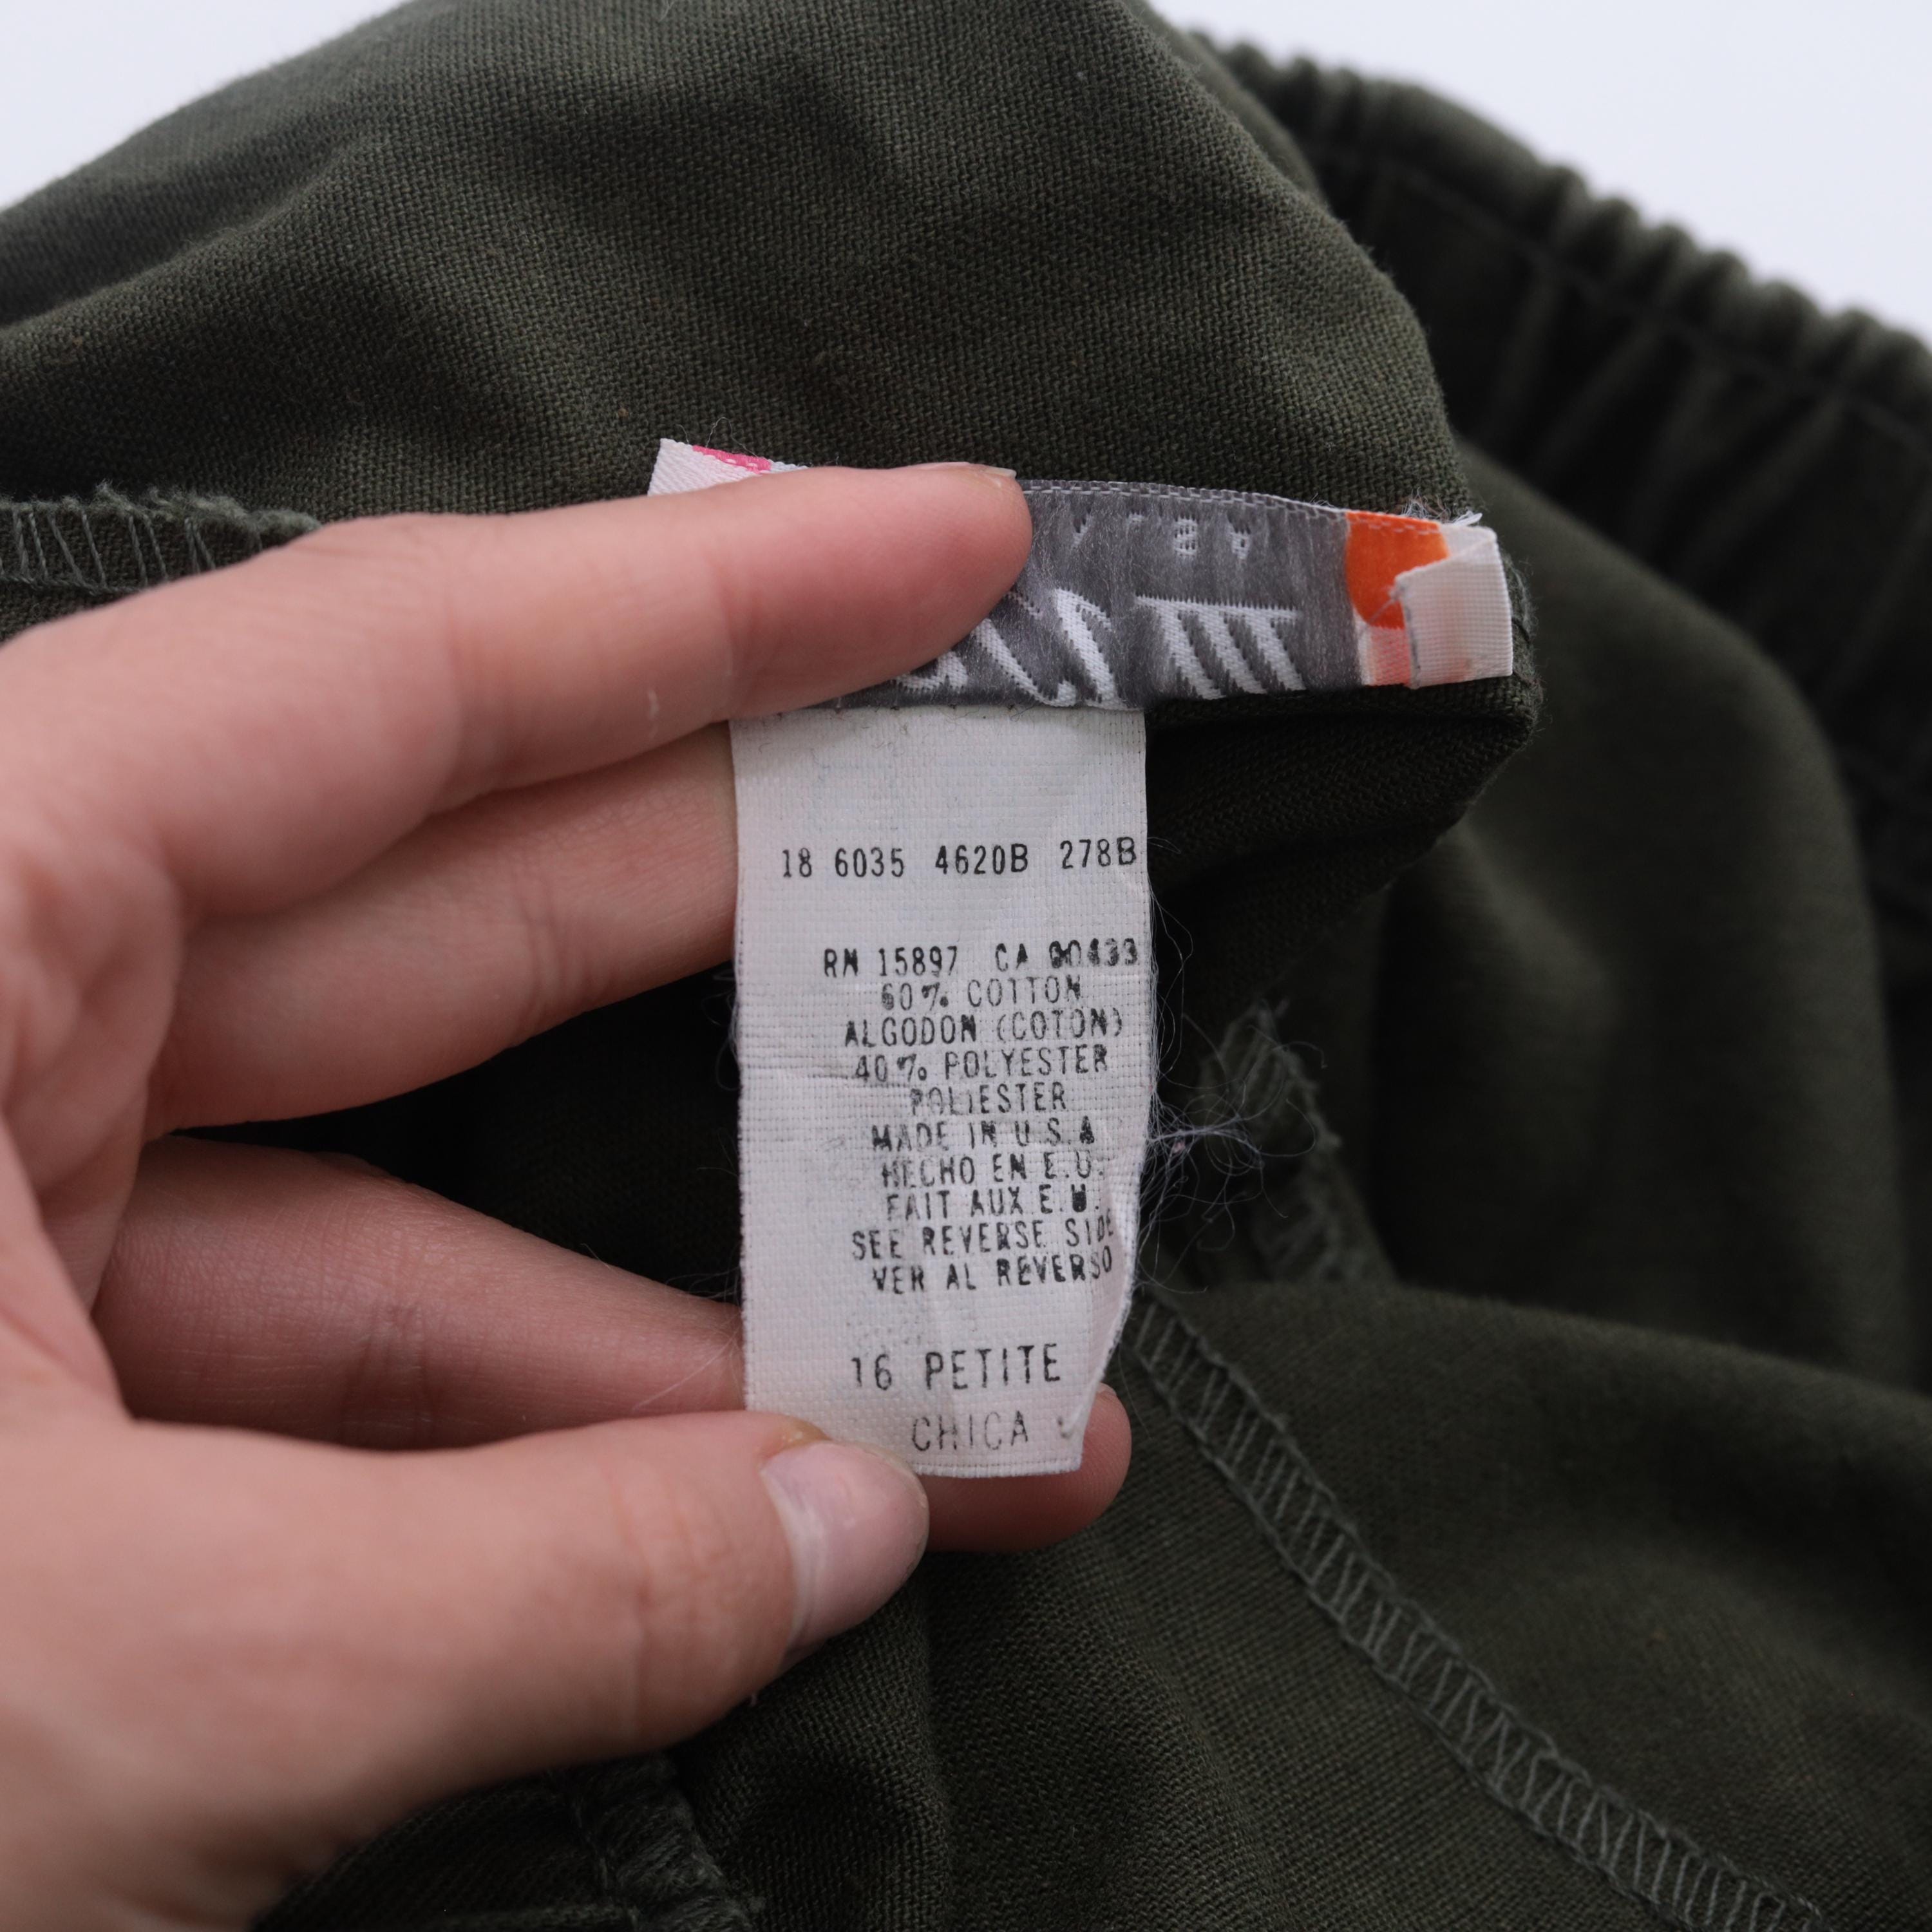 18 6035 4620B 278B
RN 15897 CA 00433
60% COTTON
ALGODON (COTON)
40% POLYESTER
POLIESTER
MADE IN U.S.A
HECHO EN E.U.
FAIT AUX E.U.
SEE REVERSE SIDE
VER AL REVERSO
16 PETITE
CHICA